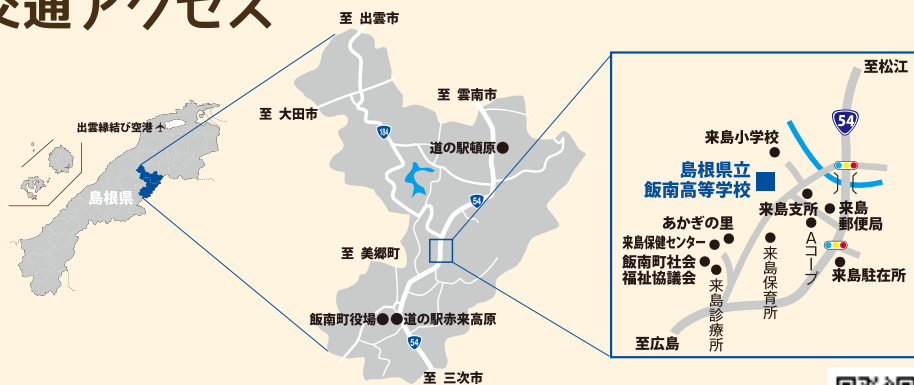 交通アクセス
至 出雲市
出雲縁結び空港
島根県
至 大田市
至 雲南市
184
道の駅頓原
54
至 美郷町
飯南町役場
道の駅赤来高原
54
至 三次市
至松江
54
来島小学校
島根県立
飯南高等学校
来島支所
来島
郵便局
あかぎの里
来島保健センター
飯南町社会
福祉協議会
来島診療所
来島保育所
Aコープ
来島駐在所
至広島